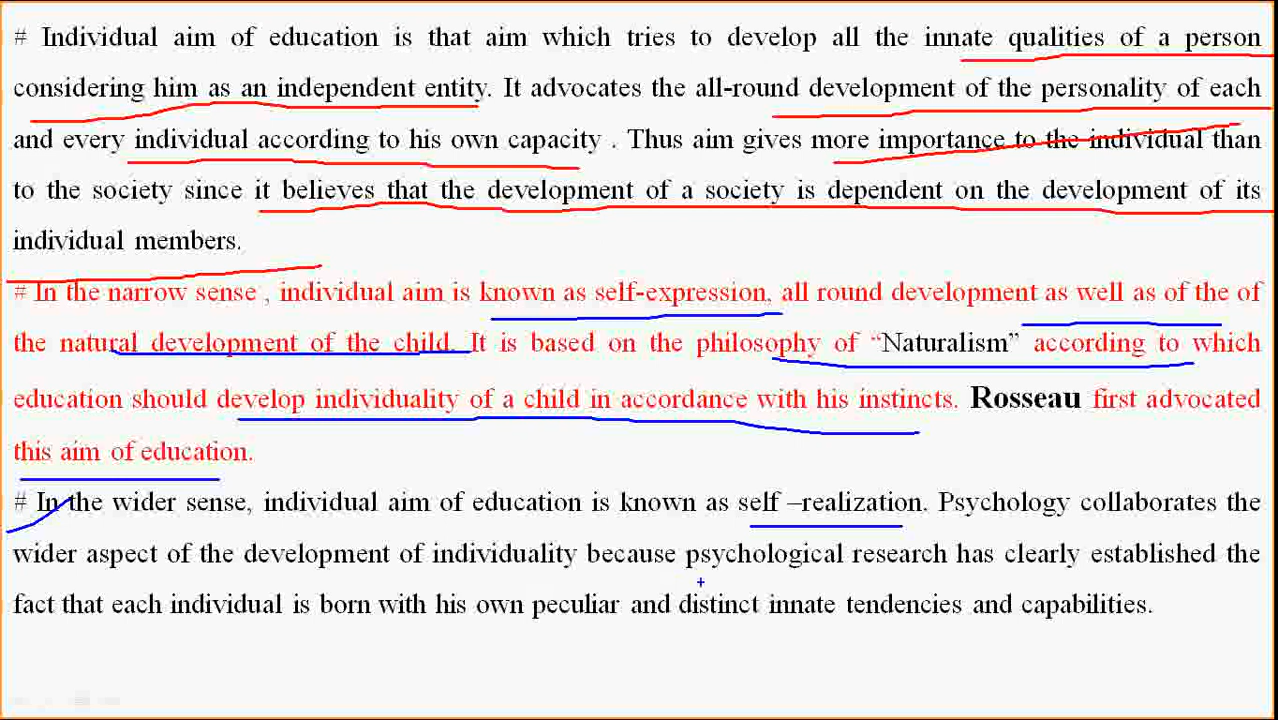 # Individual aim of education is that aim which tries to develop all the innate qualities of a person
considering him as an independent entity. It advocates the all-round development of the personality of each
and every individual according to his own capacity . Thus aim gives more importance to the individual than
to the society since it believes that the development of a society is dependent on the development of its
individual members.
# In the narrow sense , individual aim is known as self-expression, all round development as well as of the of
the natural development of the child. It is based on the philosophy of “Naturalism” according to which
education should develop individuality of a child in accordance with his instincts. Rosseau first advocated
this aim of education.
# In the wider sense, individual aim of education is known as self –realization. Psychology collaborates the
wider aspect of the development of individuality because psychological research has clearly established the
fact that each individual is born with his own peculiar and distinct innate tendencies and capabilities.